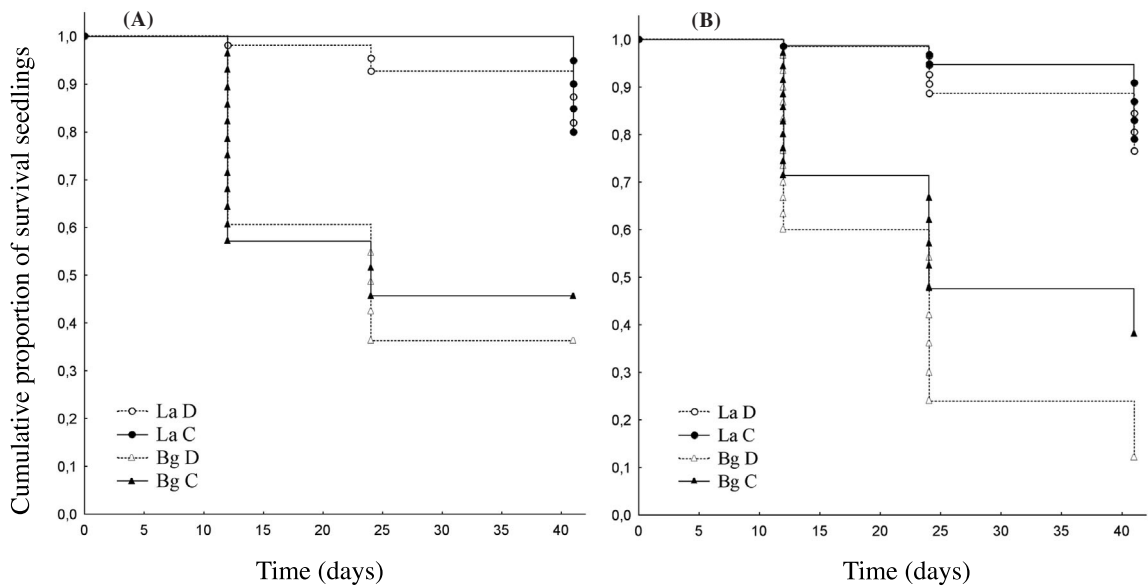 Cumulative proportion of survival seedlings
(A)
1,0
0,9
0,8
0,7
0,6
0,5
0,4
0,3
0,2
0,1
0,0
La D
La C
Bg D
Bg C
0 5 10 15 20 25 30 35 40
Time (days)
(B)
1,0
0,9
0,8
0,7
0,6
0,5
0,4
0,3
0,2
0,1
0,0
La D
La C
Bg D
Bg C
0 5 10 15 20 25 30 35 40
Time (days)